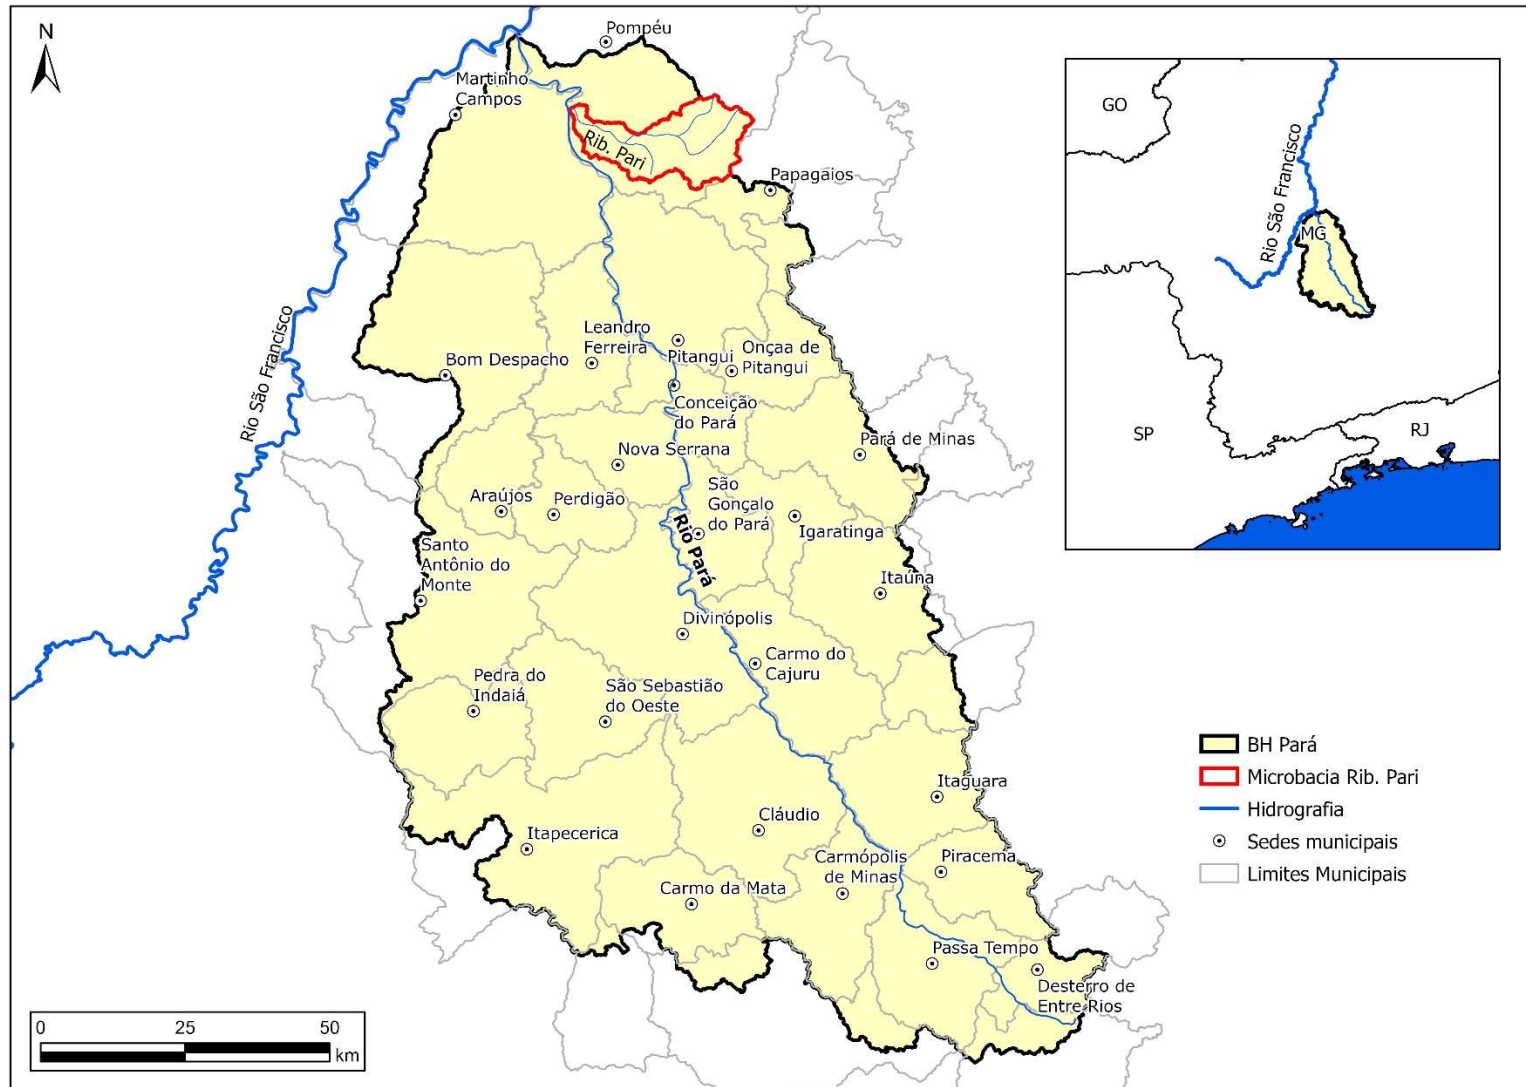 N
Pompéu
Martinho
Campos
Rib. Pari
Papagaios
Rio São Francisco
Leandro
Ferreira
Pitangui
Onçaa de
Pitangui
Bom Despacho
Conceição
do Pará
Pará de Minas
Nova Serrana
São
Gonçalo
do Pará
Araújos
Perdigão
Igaratinga
Rio Pará
Santo
Antônio do
Monte
Itaúna
Divinópolis
Carmo do
Cajuru
Pedra do
Indaiá
São Sebastião
do Oeste
Itaguara
Cláudio
Itapecerica
Carmópolis
de Minas
Piracema
Carmo da Mata
Passa Tempo
Desterro de
Entre Rios
0 25 50
km
GO
Rio São Francisco
MG
SP
RJ
BH Pará
Microbacia Rib. Pari
Hidrografia
Sedes municipais
Limites Municipais